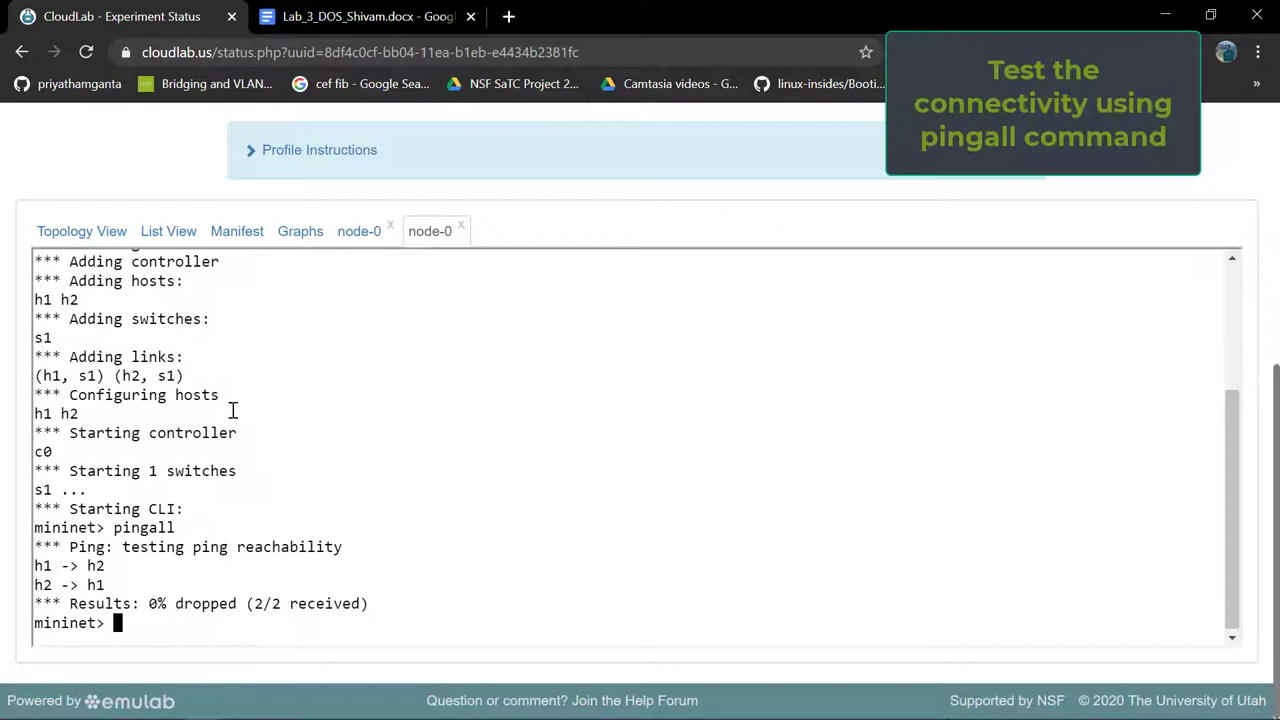 CloudLab - Experiment Status
Lab_3_DOS_Shivam.docx - Goog
cloudlab.us/status.php?uuid=8df4c0cf-bb04-11ea-b1eb-e4434b2381fc
priyathamganta
Bridging and VLAN...
cef fib - Google Sea...
NSF SaTC Project 2...
Camtasia videos - G...
linux-insides/Booti...
»
Test the
connectivity using
pingall command
Profile Instructions
Topology View
List View
Manifest
Graphs
node-0
node-0
*** Adding controller
*** Adding hosts:
h1 h2
*** Adding switches:
s1
*** Adding links:
(h1, s1) (h2, s1)
*** Configuring hosts
h1 h2
*** Starting controller
c0
*** Starting 1 switches
s1 ...
*** Starting CLI:
mininet> pingall
*** Ping: testing ping reachability
h1 -> h2
h2 -> h1
*** Results: 0% dropped (2/2 received)
mininet>
Powered by emulab
Question or comment? Join the Help Forum
Supported by NSF
© 2020 The University of Utah